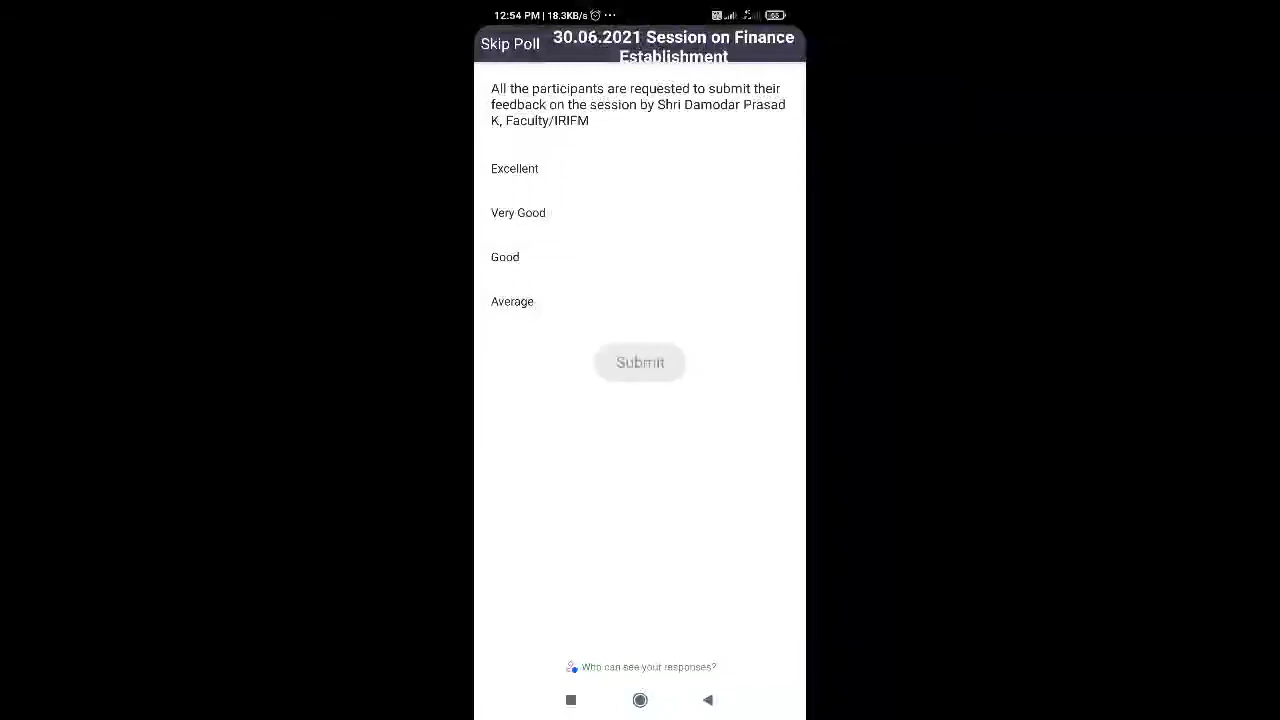 12:54 PM | 18.3KB/s ...
65
Skip Poll
30.06.2021 Session on Finance
Establishment
All the participants are requested to submit their
feedback on the session by Shri Damodar Prasad
K, Faculty/IRIFM
Excellent
Very Good
Good
Average
Submit
Who can see your responses?